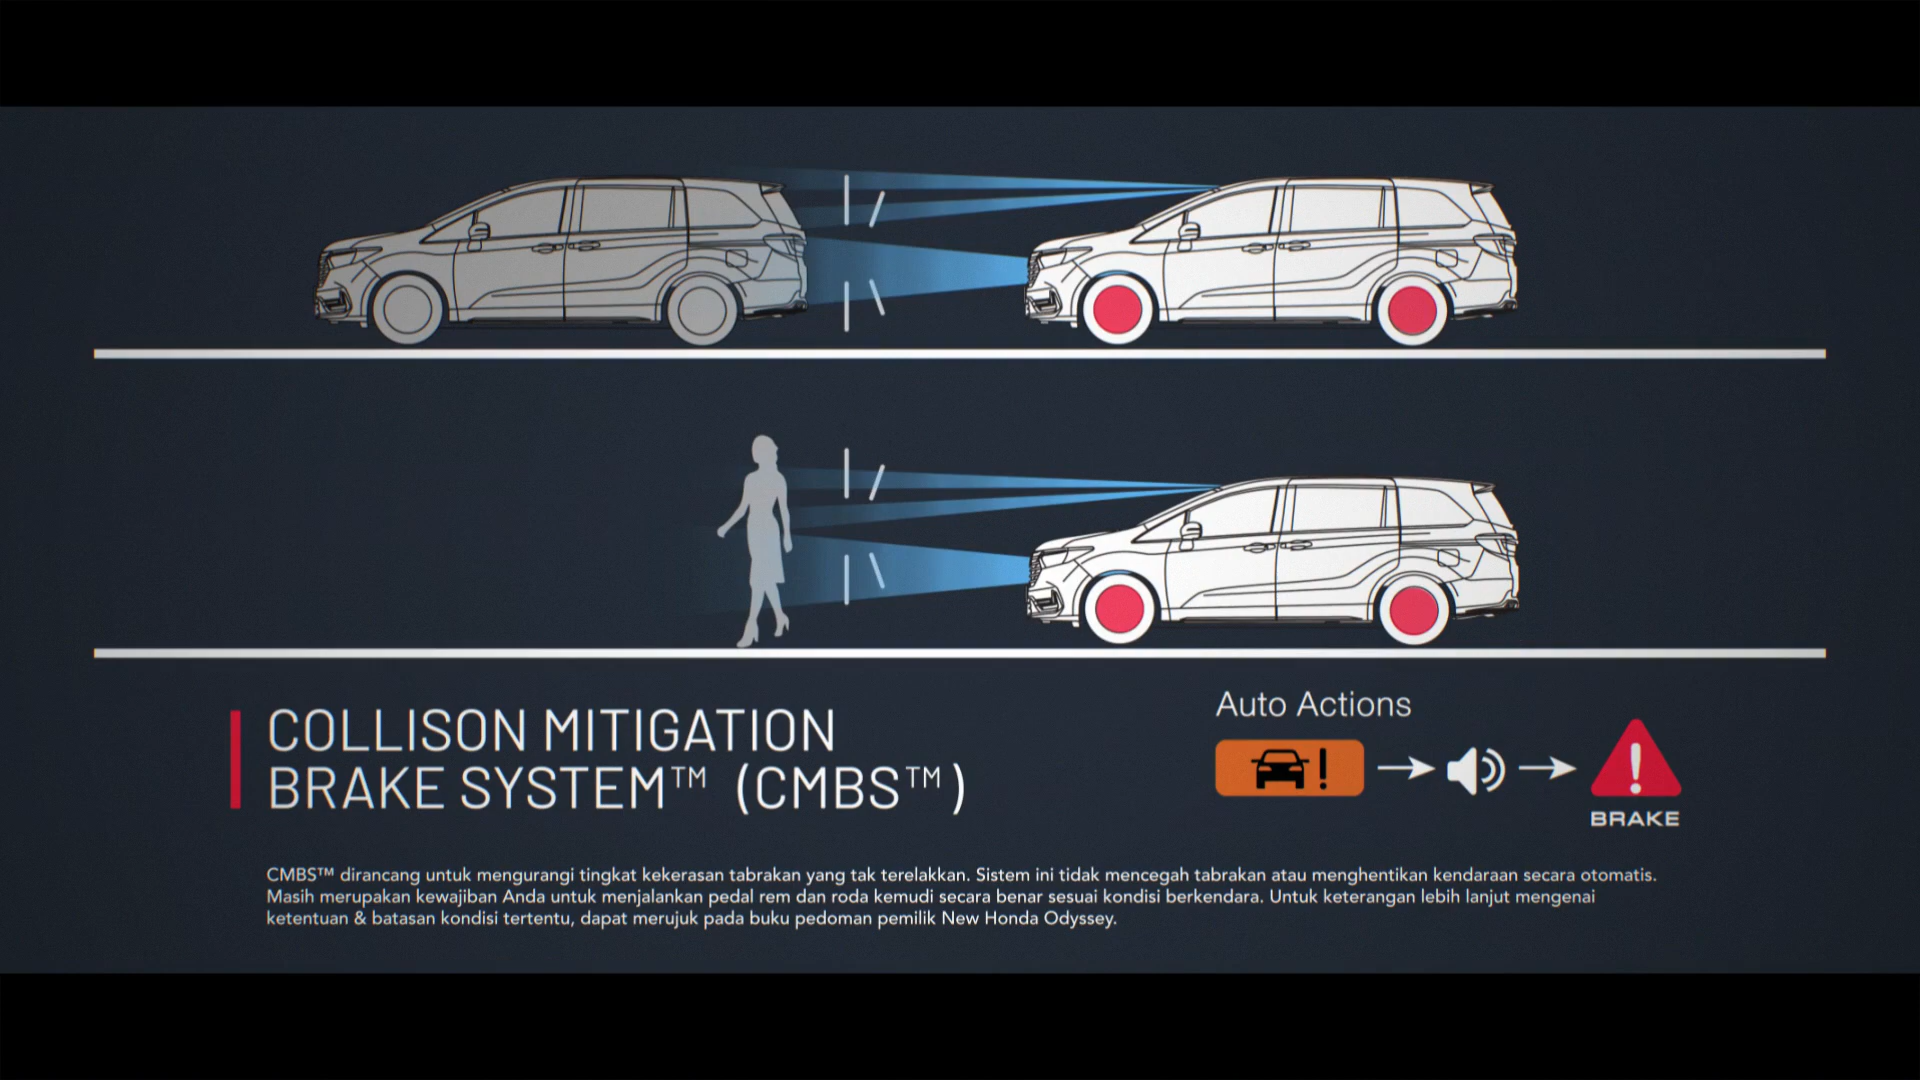 COLLISON MITIGATION
BRAKE SYSTEM™ (CMBS™)
Auto Actions
!
!
BRAKE
CMBS™ dirancang untuk mengurangi tingkat kekerasan tabrakan yang tak terelakkan. Sistem ini tidak mencegah tabrakan atau menghentikan kendaraan secara otomatis.
Masih merupakan kewajiban Anda untuk menjalankan pedal rem dan roda kemudi secara benar sesuai kondisi berkendara. Untuk keterangan lebih lanjut mengenai
ketentuan & batasan kondisi tertentu, dapat merujuk pada buku pedoman pemilik New Honda Odyssey.